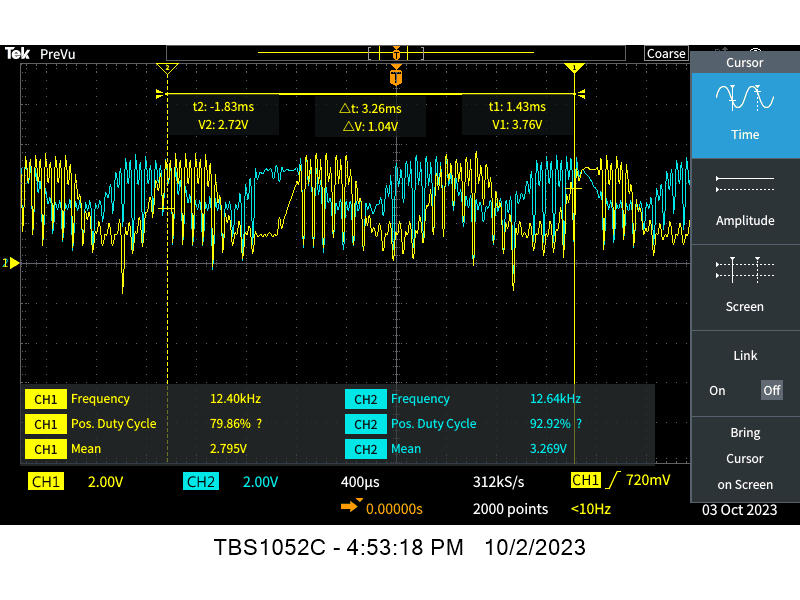 Tek PreVu Coarse
Cursor
2 1
T
t2: -1.83ms △t: 3.26ms t1: 1.43ms
V2: 2.72V △V: 1.04V V1: 3.76V
Time
Amplitude
Screen
Link
On Off
Bring
Cursor
on Screen
CH1 Frequency 12.40kHz CH2 Frequency 12.64kHz
CH1 Pos. Duty Cycle 79.86% ? CH2 Pos. Duty Cycle 92.92% ?
CH1 Mean 2.795V CH2 Mean 3.269V
CH1 2.00V CH2 2.00V 400µs 312kS/s CH1 720mV
0.00000s 2000 points <10Hz 03 Oct 2023
TBS1052C - 4:53:18 PM 10/2/2023